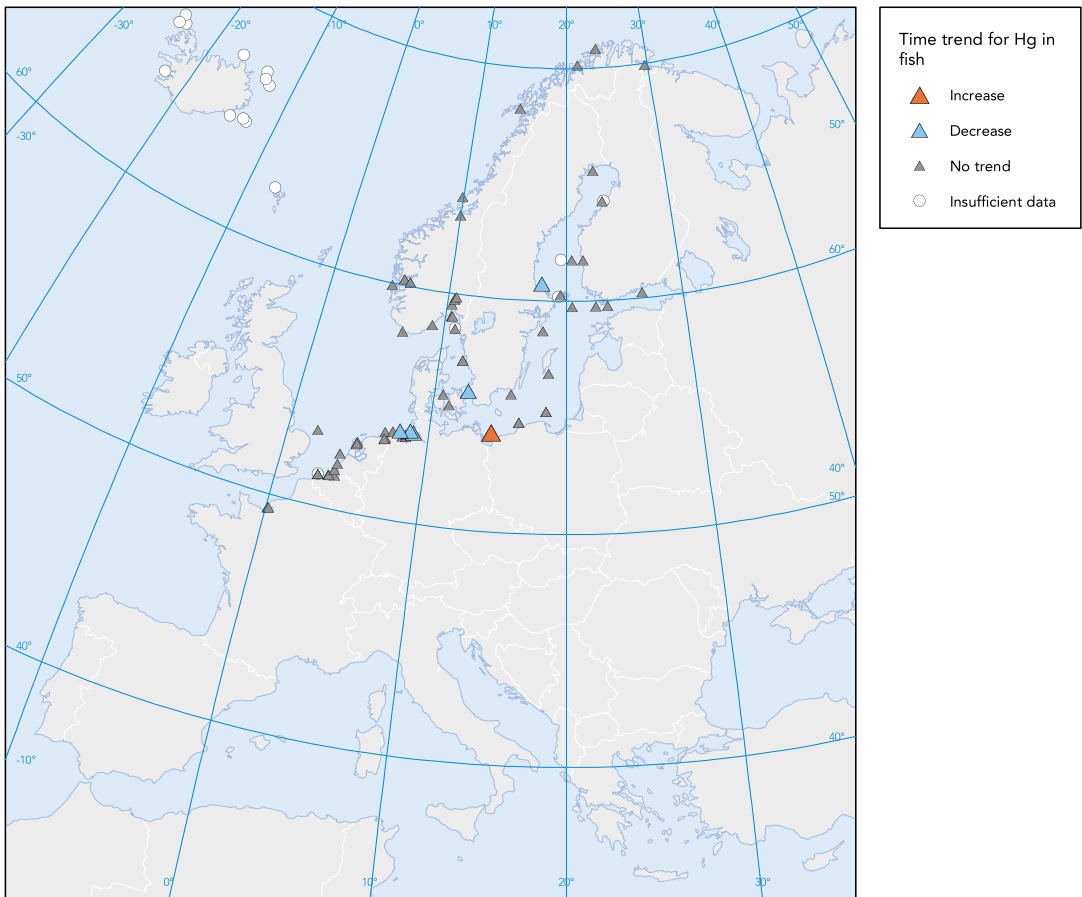 -30° -20° -10° 0° 10° 20° 30° 40° 50°
60°
50°
-30°
60°
50°
40°
50°
40°
40°
-10°
0° 10° 20° 30°
Time trend for Hg in
fish
Increase
Decrease
No trend
Insufficient data